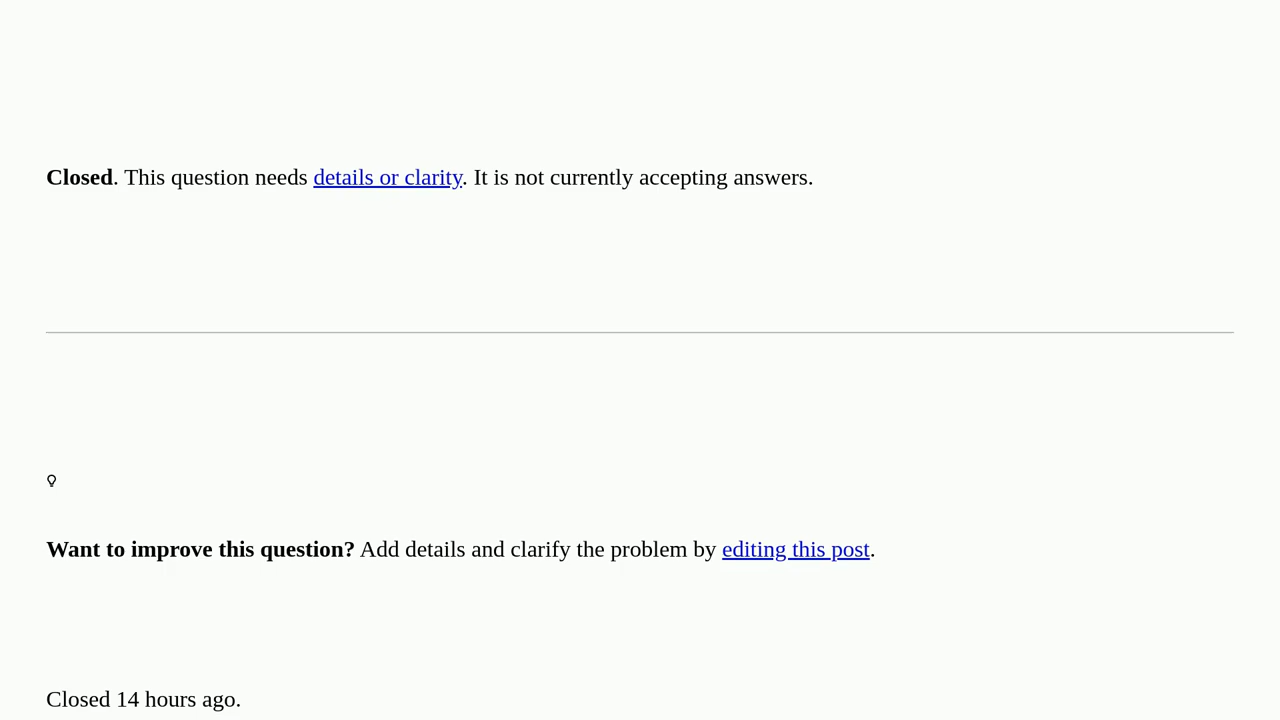 Closed. This question needs details or clarity. It is not currently accepting answers.
Want to improve this question? Add details and clarify the problem by editing this post.
Closed 14 hours ago.